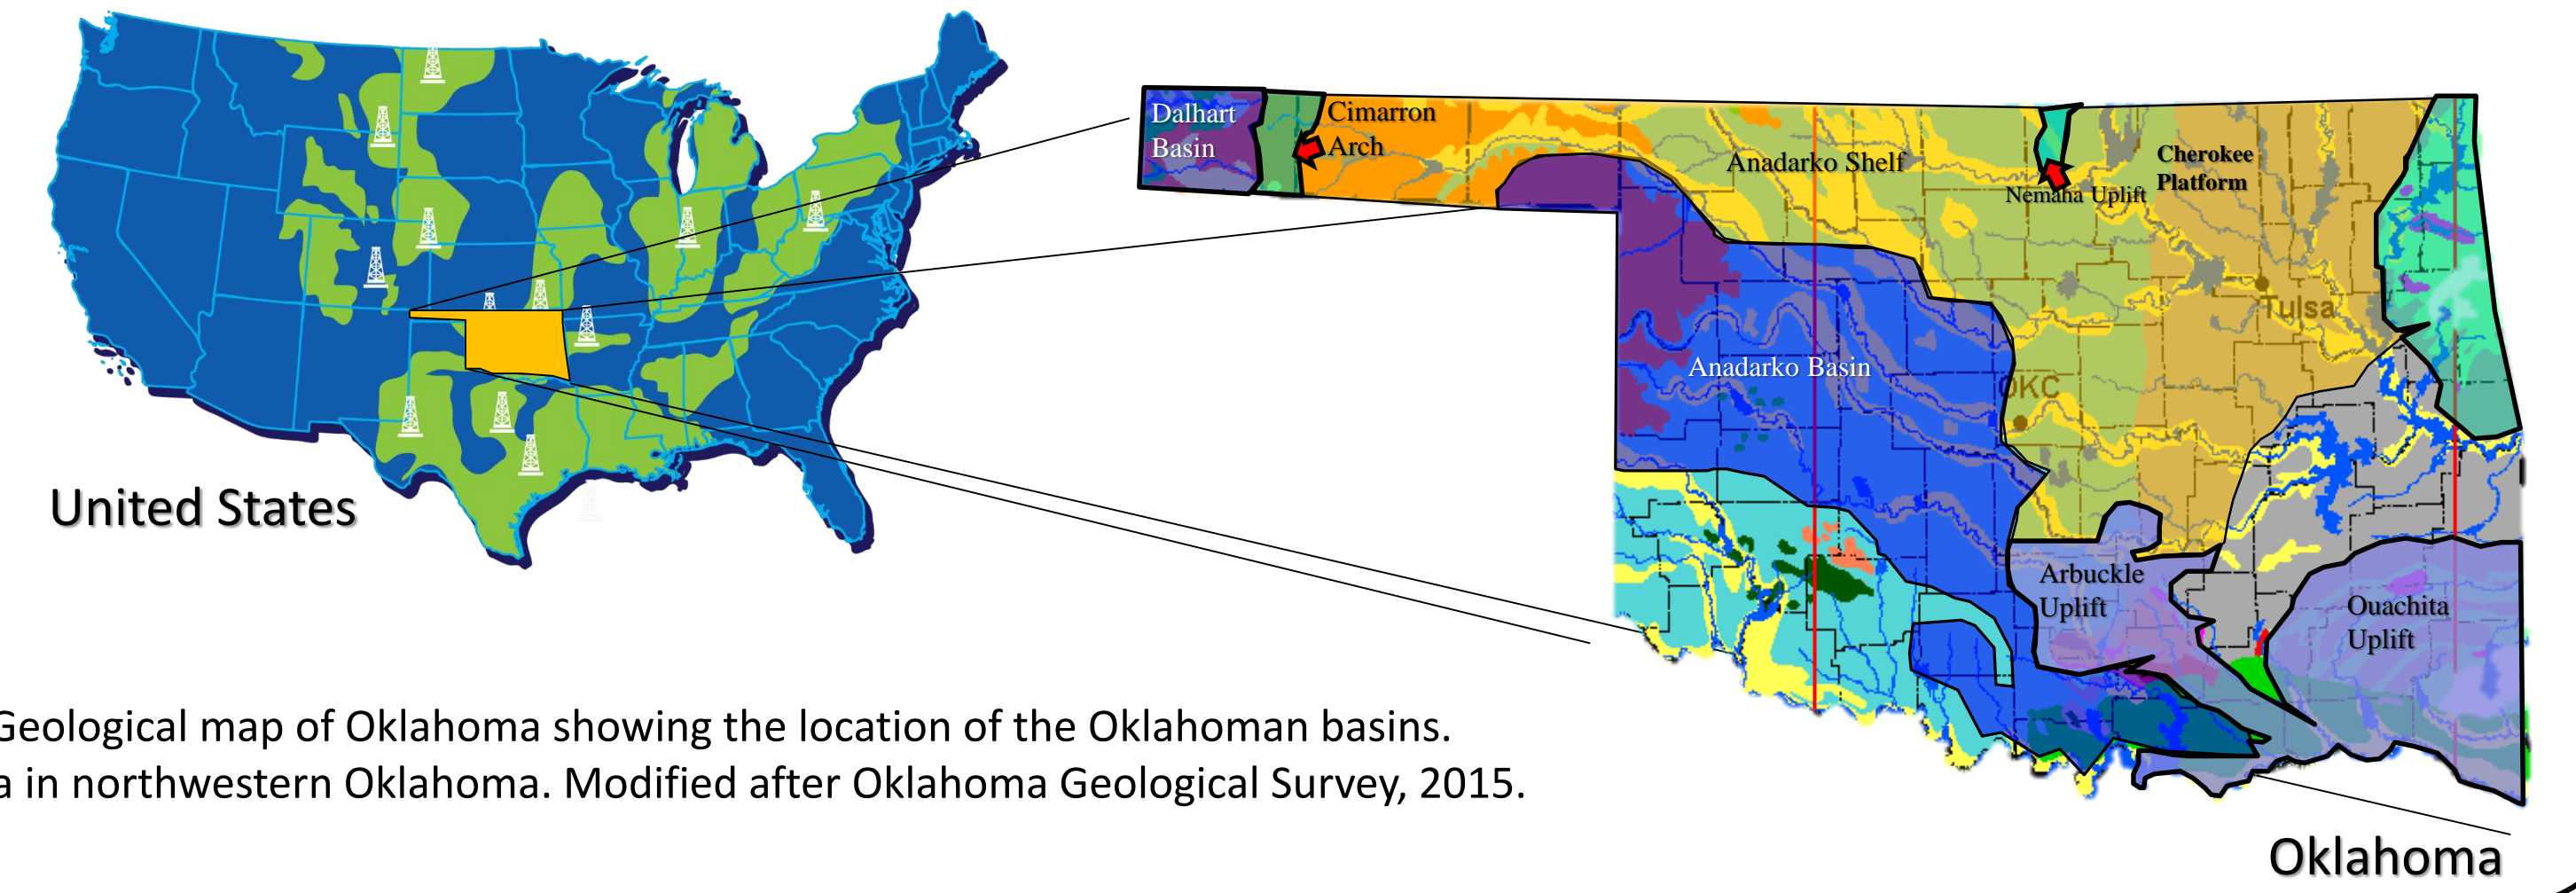 Dalhart
Basin
Cimarron
Arch
Anadarko Shelf
Nemaha Uplift
Cherokee
Platform
Tulsa
Anadarko Basin
OKC
Arbuckle
Uplift
Ouachita
Uplift
United States
Geological map of Oklahoma showing the location of the Oklahoman basins.
a in northwestern Oklahoma. Modified after Oklahoma Geological Survey, 2015.
Oklahoma